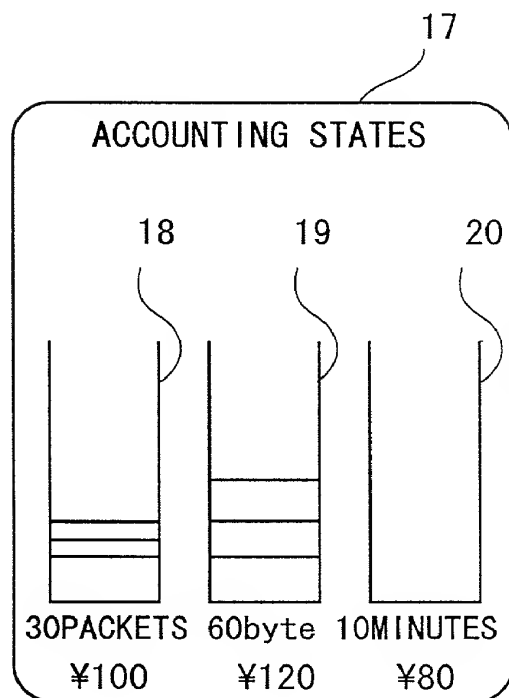 17
ACCOUNTING STATES
18 19 20
30PACKETS 60byte 10MINUTES
¥100 ¥120 ¥80